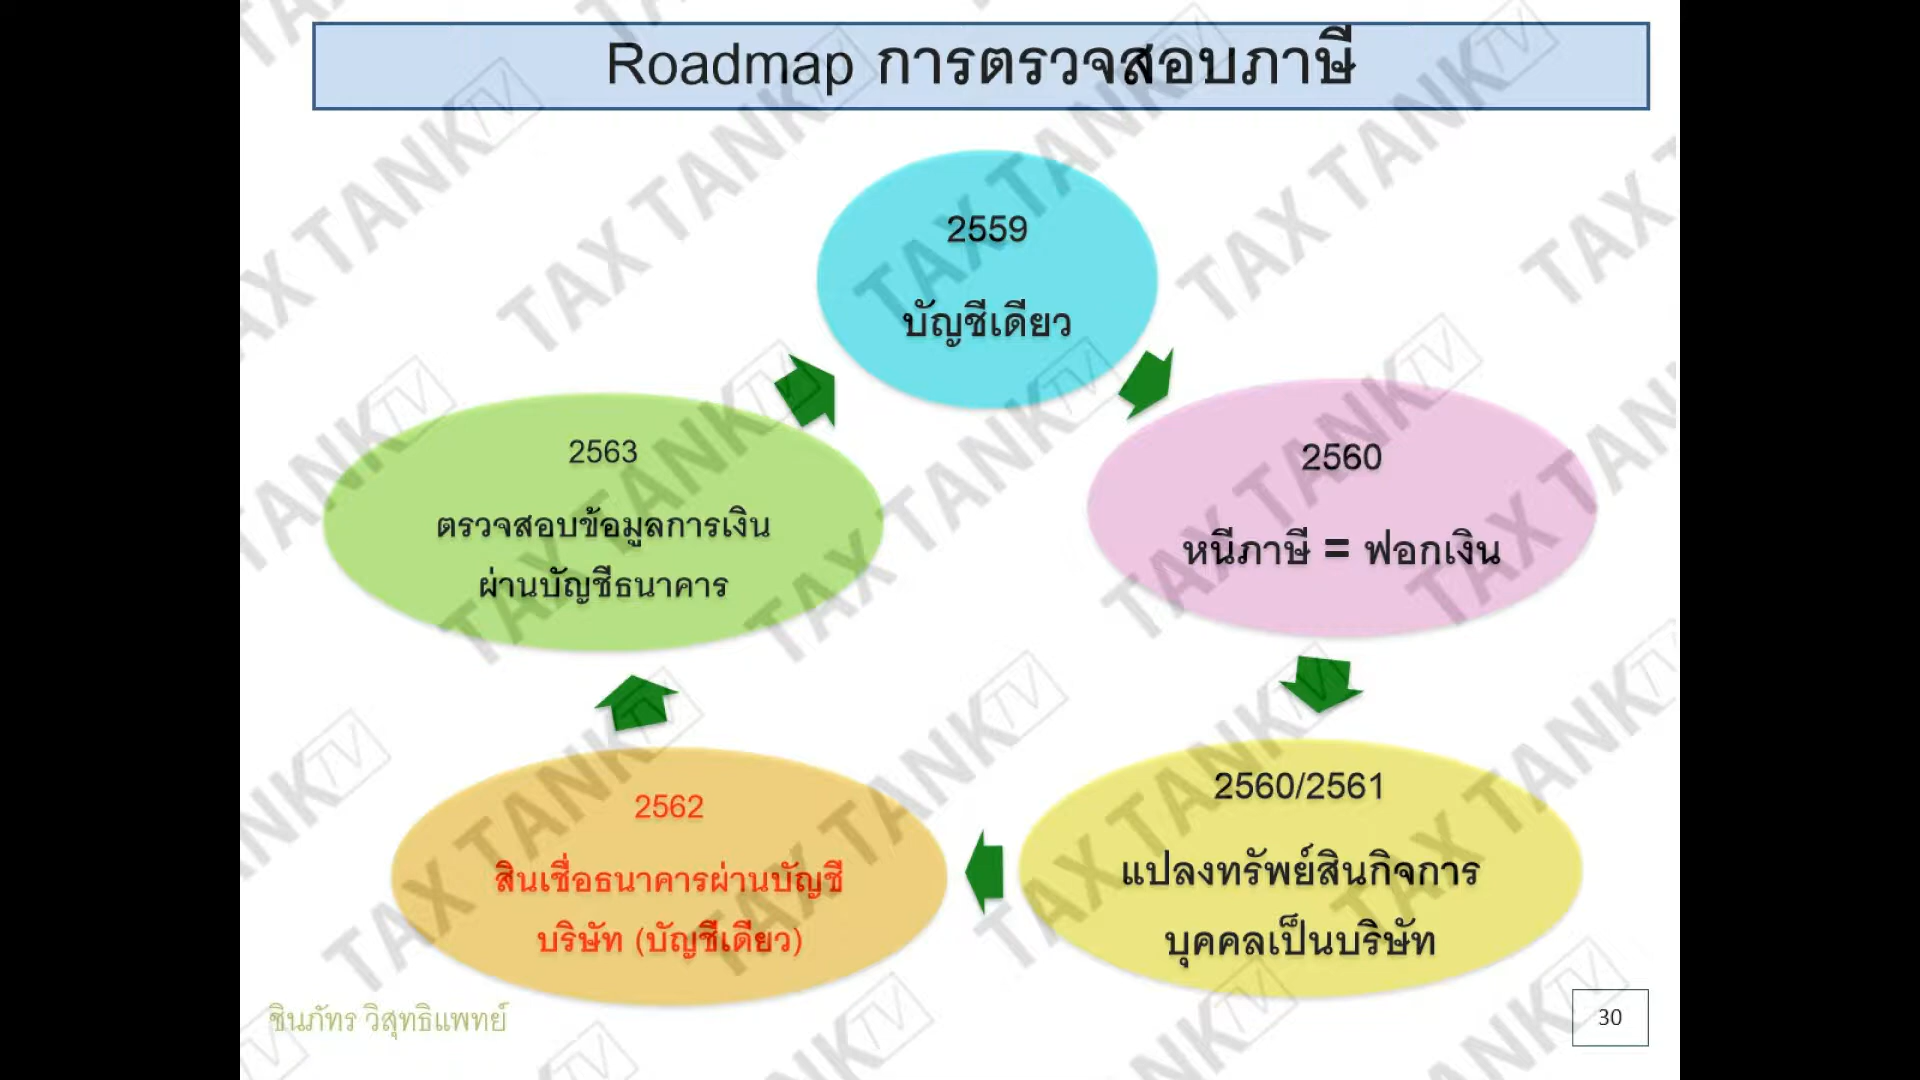 Roadmap การตรวจสอบภาษี
2559
บัญชีเดียว
2560
หนีภาษี = ฟอกเงิน
2560/2561
แปลงทรัพย์สินกิจการ
บุคคลเป็นบริษัท
2562
สินเชื่อธนาคารผ่านบัญชี
บริษัท (บัญชีเดียว)
2563
ตรวจสอบข้อมูลการเงิน
ผ่านบัญชีธนาคาร
ชินภัทร วิสุทธิแพทย์
30
TAX TANK TV